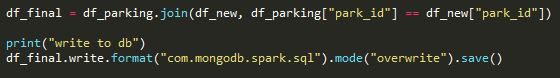 df_final = df_parking.join(df_new, df_parking["park_id"] == df_new["park_id"])
print("write to db")
df_final.write.format("com.mongodb.spark.sql").mode("overwrite").save()